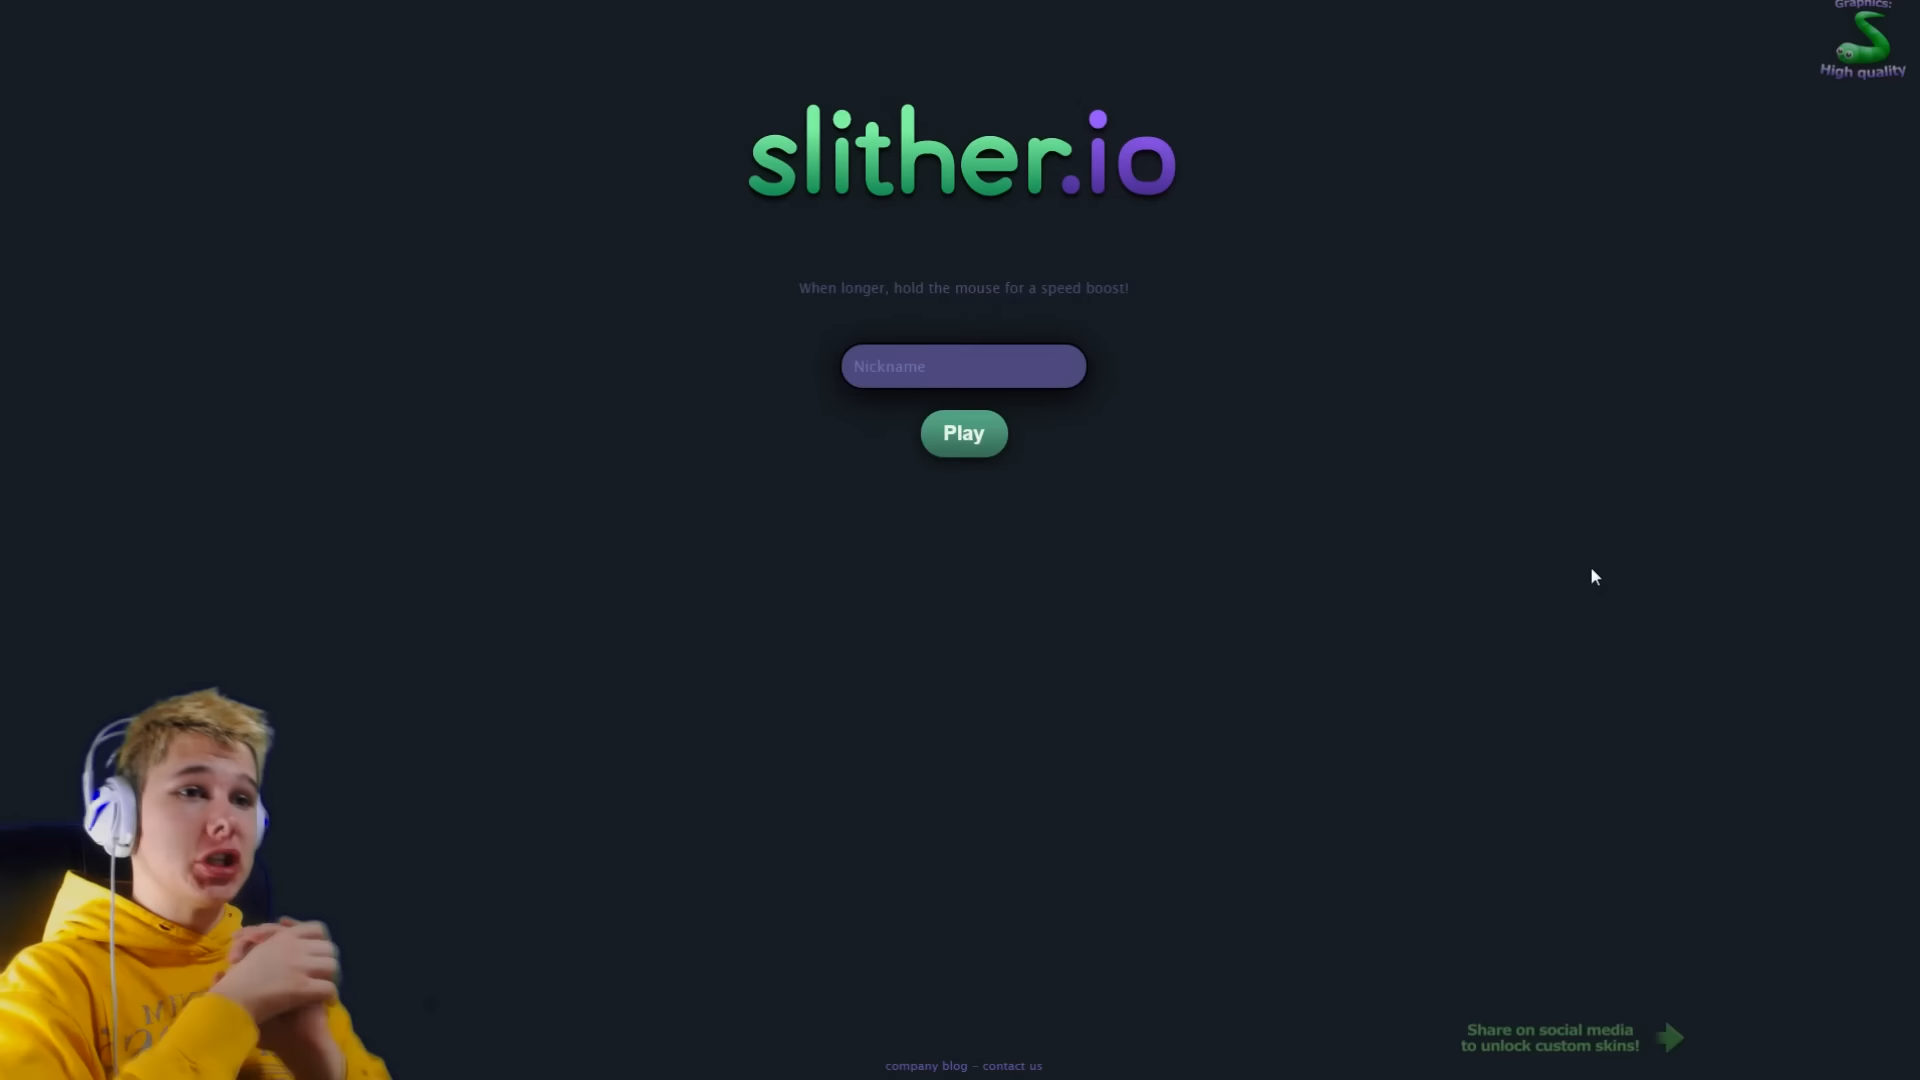 Graphics:
High quality
slither.io
When longer, hold the mouse for a speed boost!
Nickname
Play
Share on social media
to unlock custom skins!
company blog - contact us